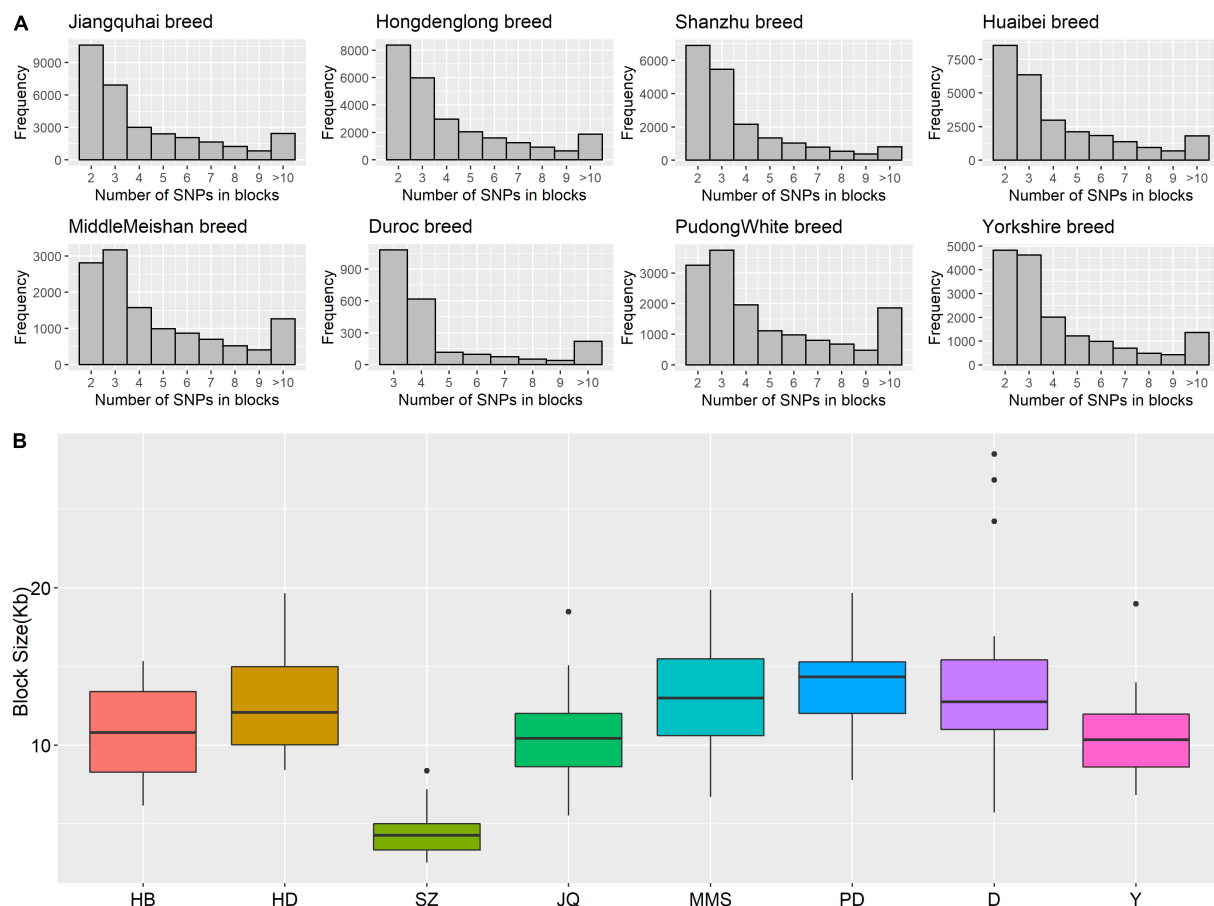 A
Jiangquhai breed
Hongdenglong breed
Shanzhu breed
Huaibei breed
Frequency
9000
6000
3000
0
2 3 4 5 6 7 8 9 >10
Number of SNPs in blocks
Frequency
8000
6000
4000
2000
0
2 3 4 5 6 7 8 9 >10
Number of SNPs in blocks
Frequency
6000
4000
2000
0
2 3 4 5 6 7 8 9 >10
Number of SNPs in blocks
Frequency
7500
5000
2500
0
2 3 4 5 6 7 8 9 >10
Number of SNPs in blocks
MiddleMeishan breed
Duroc breed
PudongWhite breed
Yorkshire breed
Frequency
3000
2000
1000
0
2 3 4 5 6 7 8 9 >10
Number of SNPs in blocks
Frequency
900
600
300
0
3 4 5 6 7 8 9 >10
Number of SNPs in blocks
Frequency
3000
2000
1000
0
2 3 4 5 6 7 8 9 >10
Number of SNPs in blocks
Frequency
5000
4000
3000
2000
1000
0
2 3 4 5 6 7 8 9 >10
Number of SNPs in blocks
B
Block Size(Kb)
20
10
HB HD SZ JQ MMS PD D Y